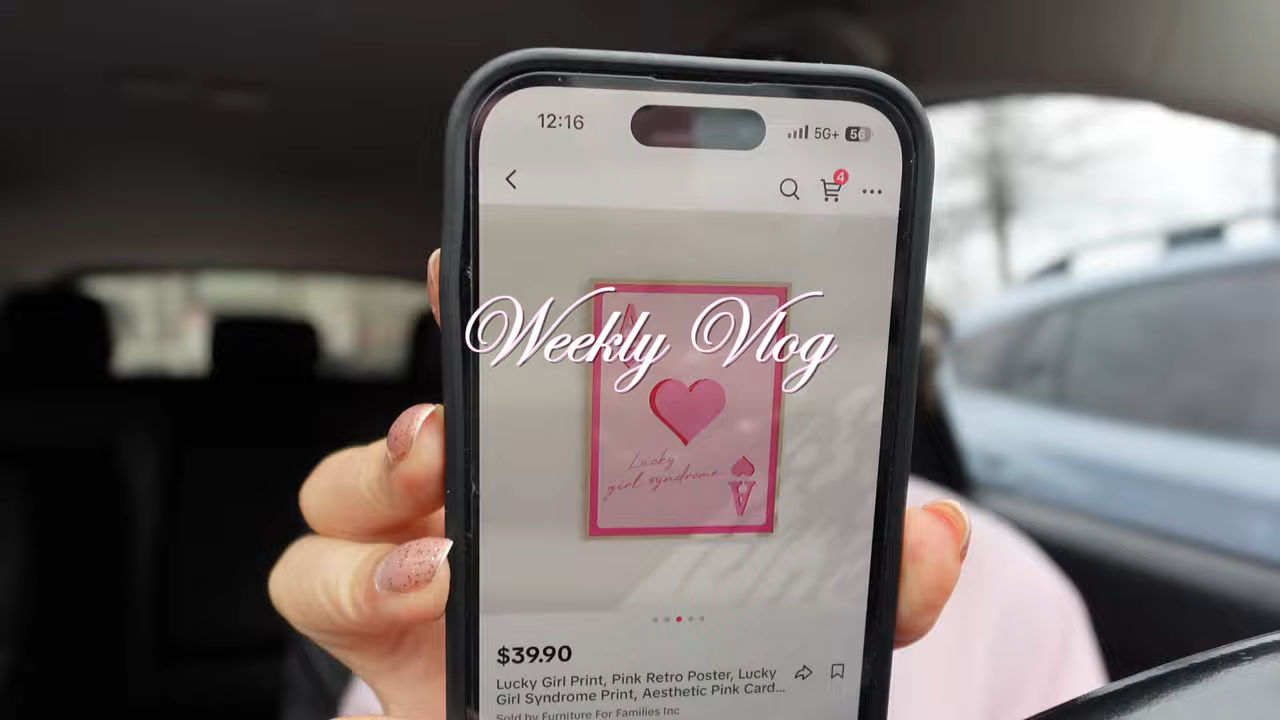 12:16
5G+ 56
4
A
Weekly Vlog
Lucky
girl syndrome
A
$39.90
Lucky Girl Print, Pink Retro Poster, Lucky
Girl Syndrome Print, Aesthetic Pink Card...
Sold by Furniture For Families Inc